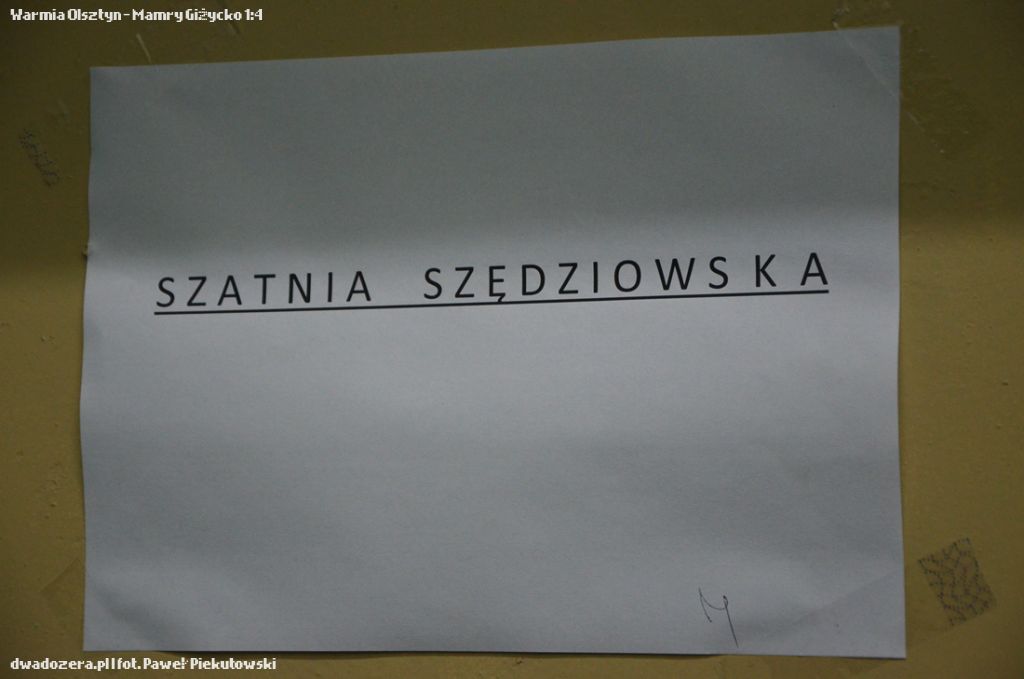 Warmia Olsztyn - Mamry Giżycko 1:4
SZATNIA SZĘDZIOWSKA
dwadozera.pl|fot. Paweł Piekutowski